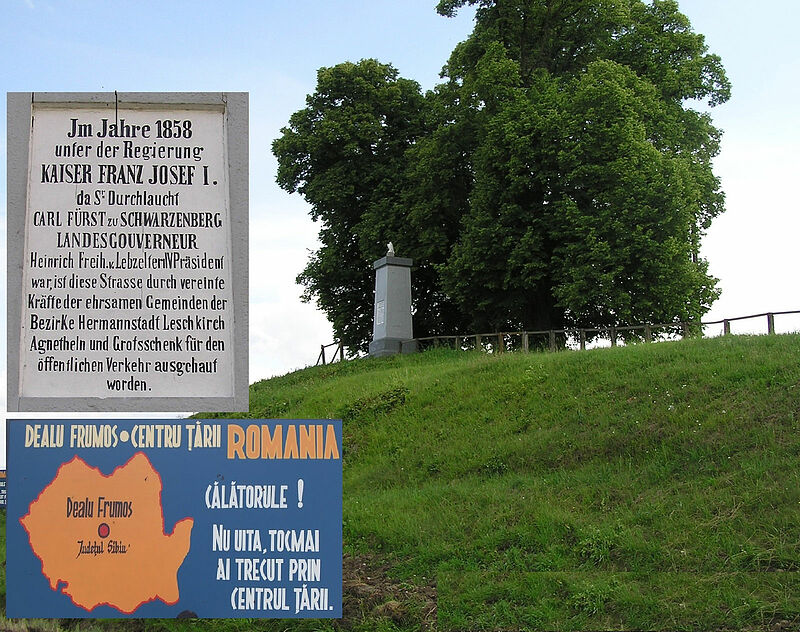 Jm Jahre 1858
unter der Regierung
KAISER FRANZ JOSEF I.
da Sr Durchlaucht
CARL FÜRST zu SCHWARZENBERG
LANDESGOUVERNEUR
Heinrich Freih. v. Lebzeltern IV Präsident
war, ist diese Strasse durch vereinte
Kräfte der ehrsamen Gemeinden der
Bezirke Hermannstadt Leschkirch
Agnetheln und Grofsschenk für den
öffentlichen Verkehr ausgebaut
worden.
DEALU FRUMOS • CENTRU ȚĂRII ROMANIA
Dealu Frumos
Județul Sibiu
CĂLĂTORULE !
NU UITA, TOCMAI
AI TRECUT PRIN
CENTRUL ȚĂRII.